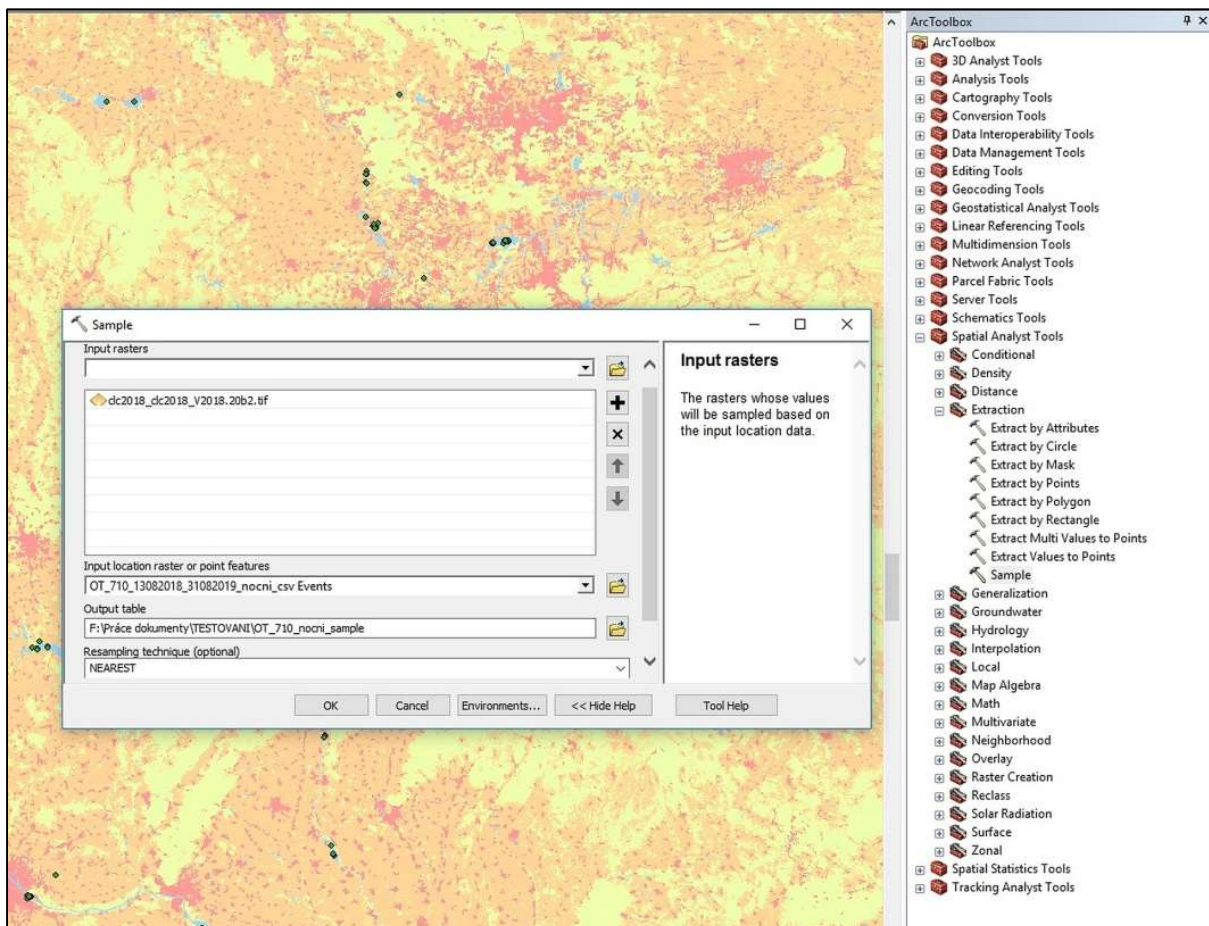 Sample
Input rasters
clc2018_clc2018_V2018.20b2.tif
Input location raster or point features
OT_710_13082018_31082019_nocni_csv Events
Output table
F:\Práce dokumenty\TESTOVANI\OT_710_nocni_sample
Resampling technique (optional)
NEAREST
OK
Cancel
Environments...
<< Hide Help
Tool Help
Input rasters
The rasters whose values
will be sampled based on
the input location data.
ArcToolbox
ArcToolbox
3D Analyst Tools
Analysis Tools
Cartography Tools
Conversion Tools
Data Interoperability Tools
Data Management Tools
Editing Tools
Geocoding Tools
Geostatistical Analyst Tools
Linear Referencing Tools
Multidimension Tools
Network Analyst Tools
Parcel Fabric Tools
Server Tools
Schematics Tools
Spatial Analyst Tools
Conditional
Density
Distance
Extraction
Extract by Attributes
Extract by Circle
Extract by Mask
Extract by Points
Extract by Polygon
Extract by Rectangle
Extract Multi Values to Points
Extract Values to Points
Sample
Generalization
Groundwater
Hydrology
Interpolation
Local
Map Algebra
Math
Multivariate
Neighborhood
Overlay
Raster Creation
Reclass
Solar Radiation
Surface
Zonal
Spatial Statistics Tools
Tracking Analyst Tools